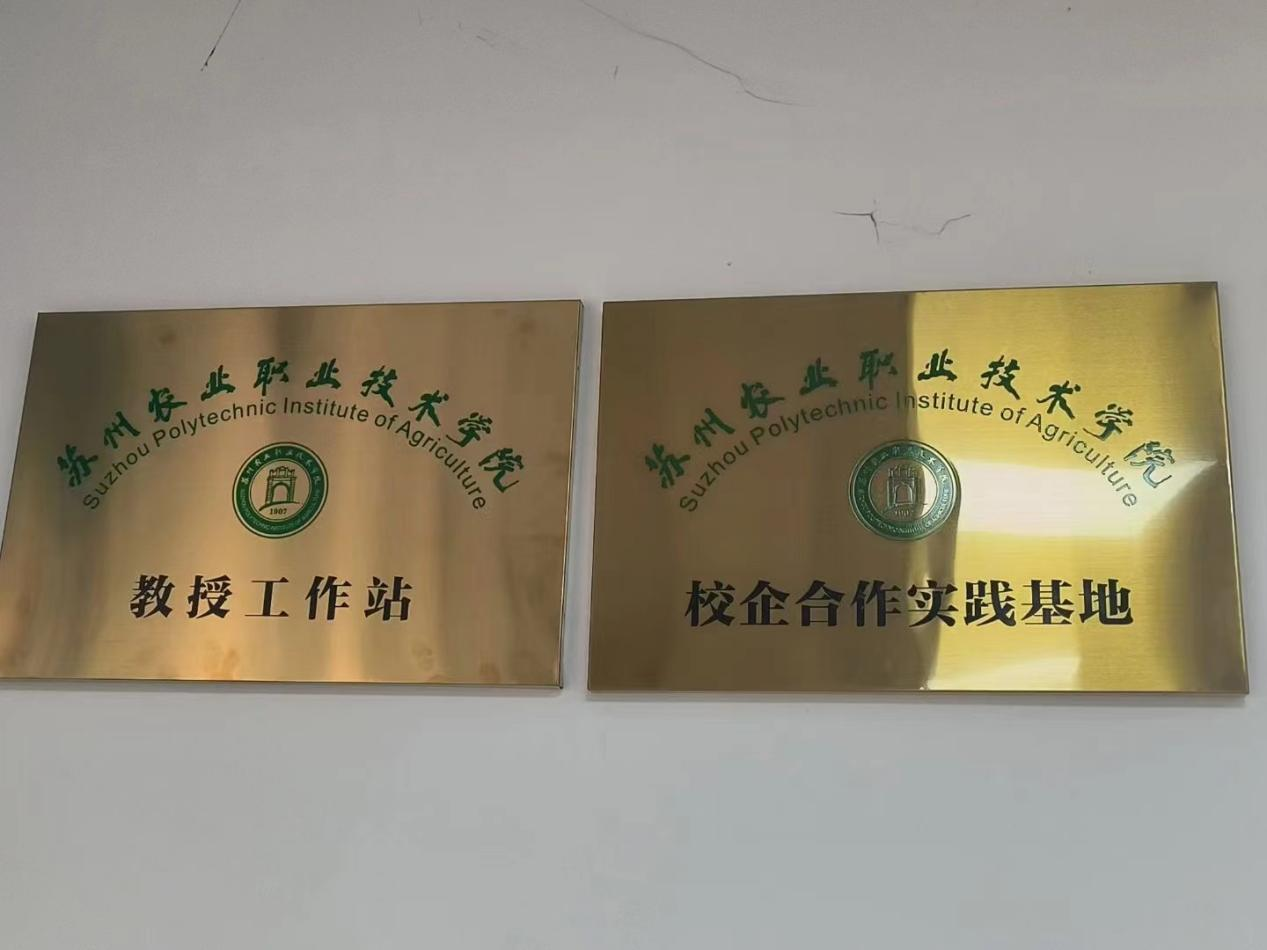 苏州农业职业技术学院
Suzhou Polytechnic Institute of Agriculture
1907
教授工作站
苏州农业职业技术学院
Suzhou Polytechnic Institute of Agriculture
1907
校企合作实践基地